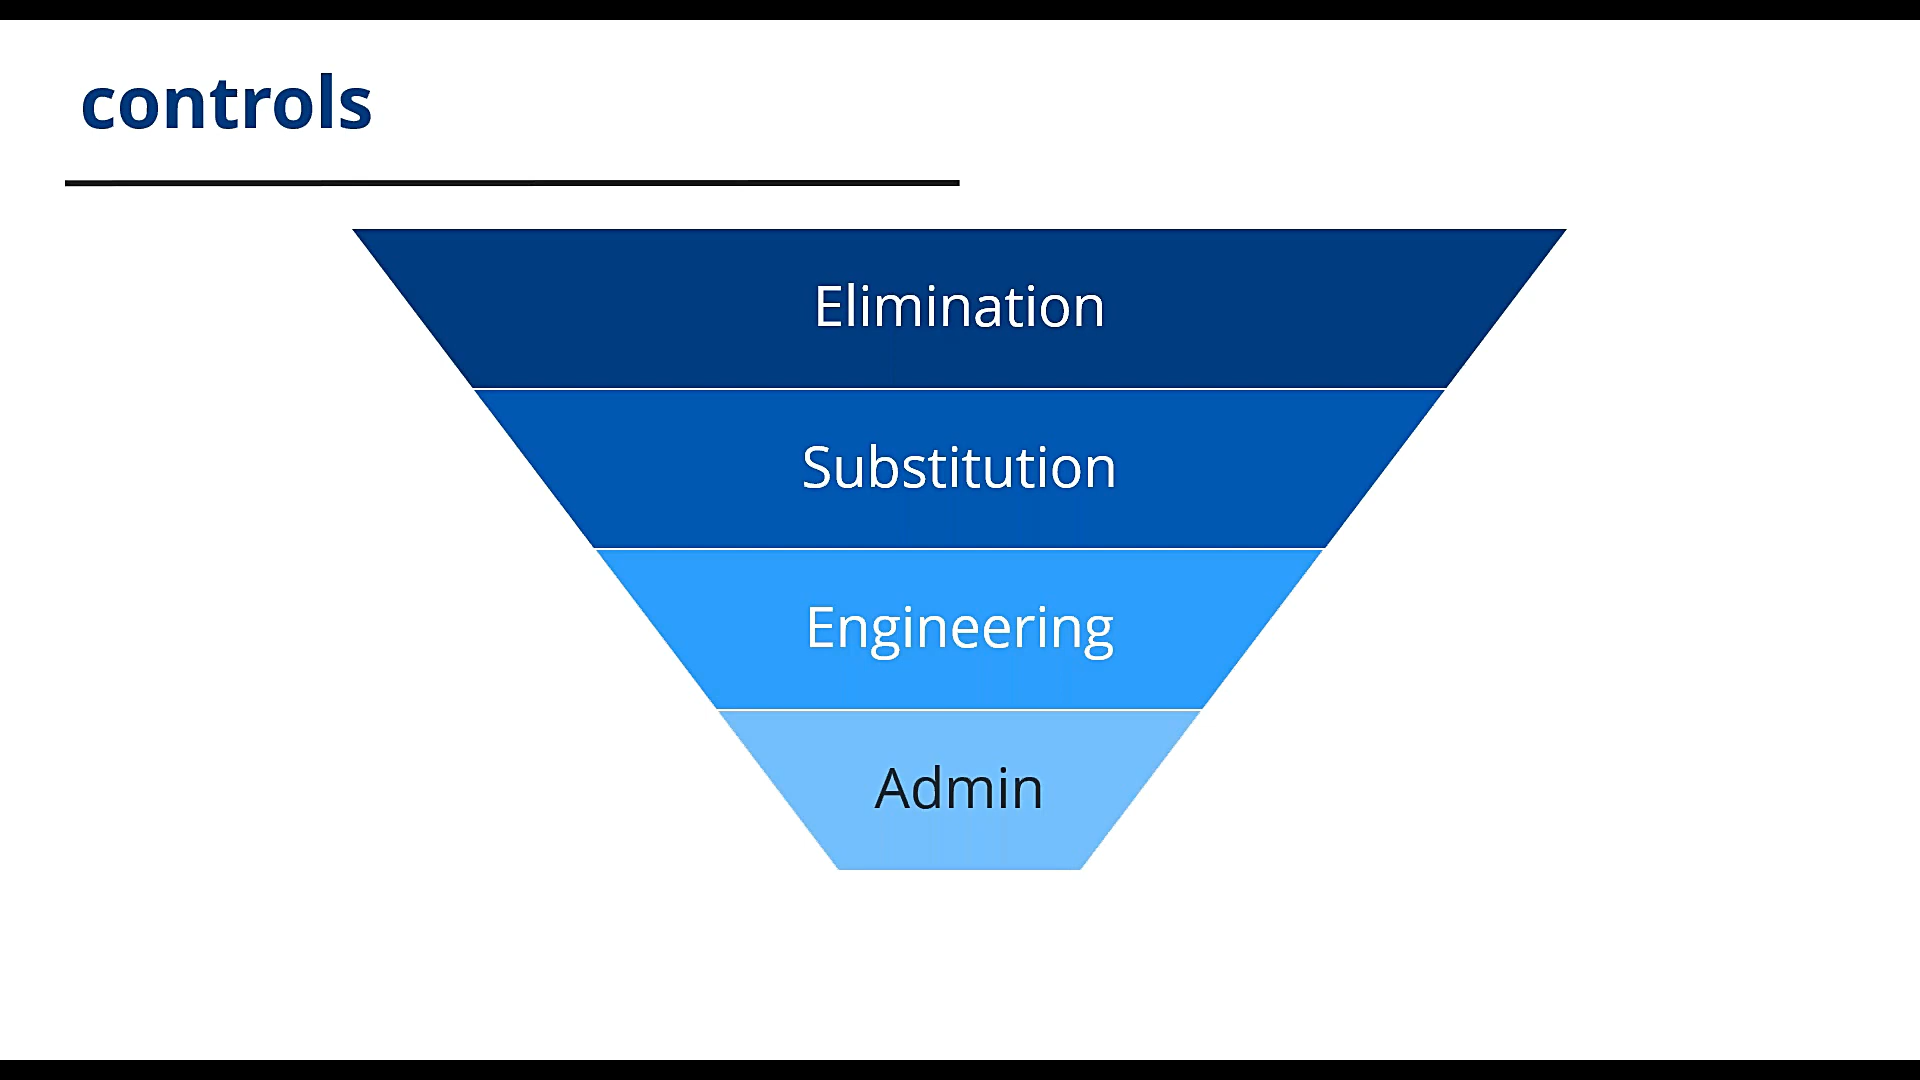 controls
Elimination
Substitution
Engineering
Admin